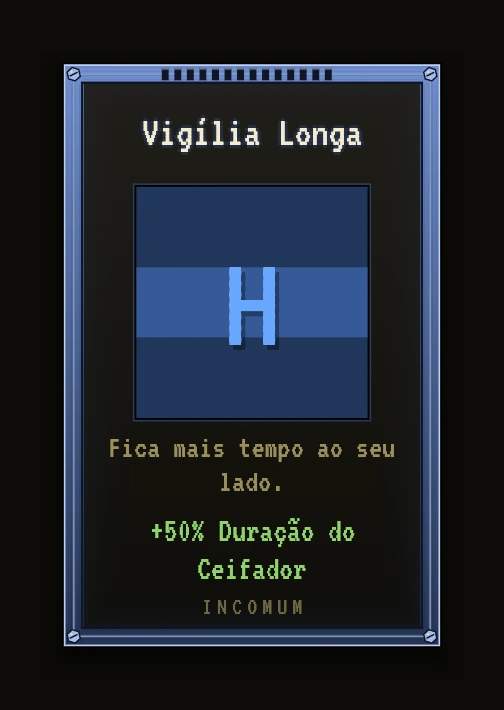 Vigília Longa
H
Fica mais tempo ao seu
lado.
+50% Duração do
Ceifador
INCOMUM